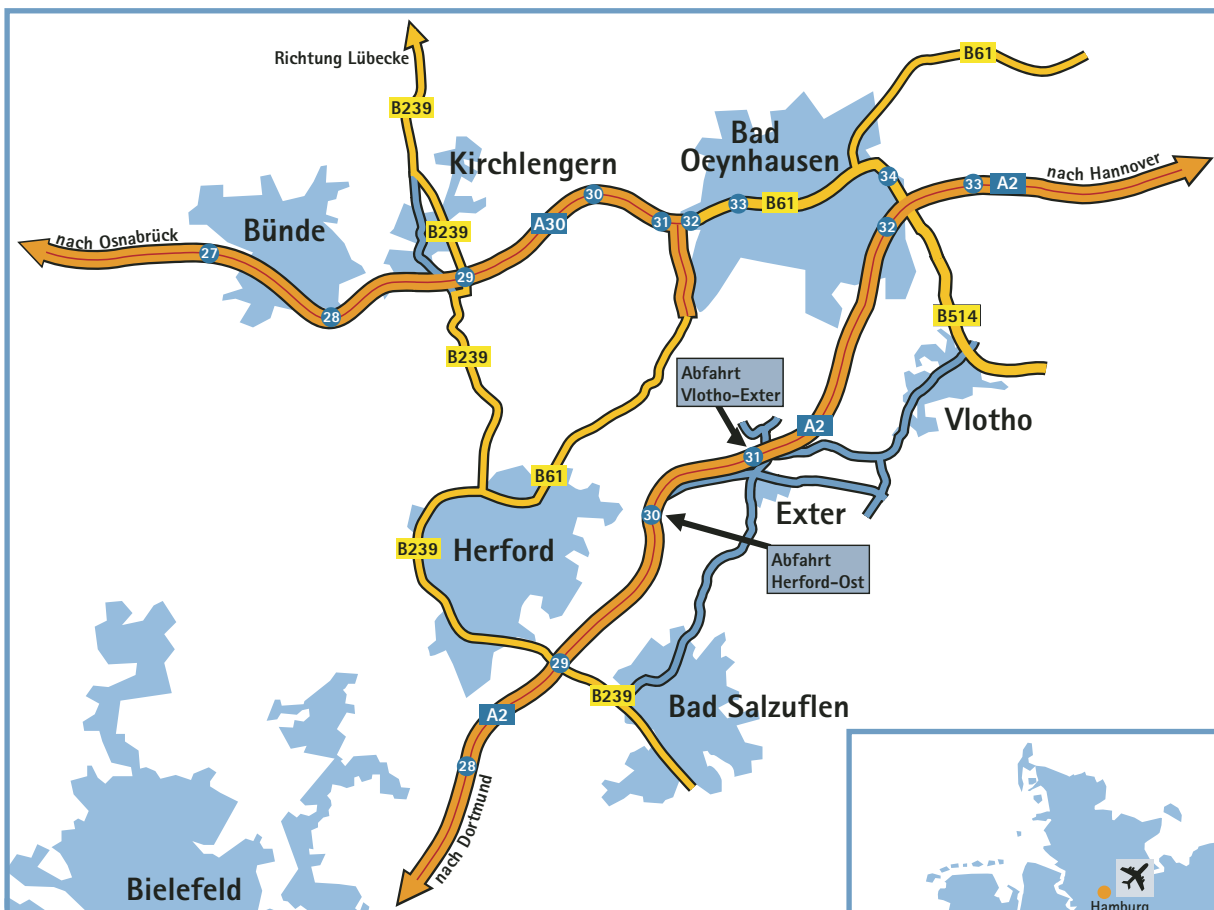 Richtung Lübecke
B61
B239
Bad
Oeynhausen
Kirchlengern
nach Hannover
34
33
A2
30
33
B61
Bünde
A30
31
32
32
B239
nach Osnabrück
27
29
28
B514
B239
Abfahrt
Vlotho-Exter
A2
Vlotho
31
B61
Exter
30
B239
Herford
Abfahrt
Herford-Ost
29
B239
Bad Salzuflen
A2
28
nach Dortmund
Bielefeld
Hamburg